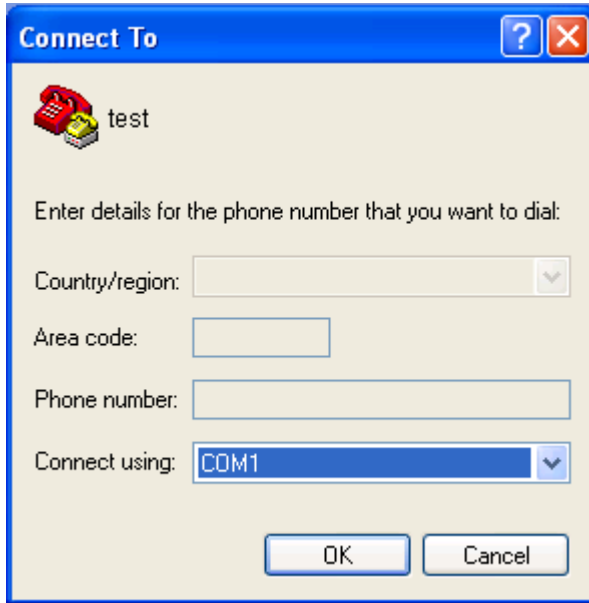 Connect To
test
Enter details for the phone number that you want to dial:
Country/region:
Area code:
Phone number:
Connect using: COM1
OK Cancel